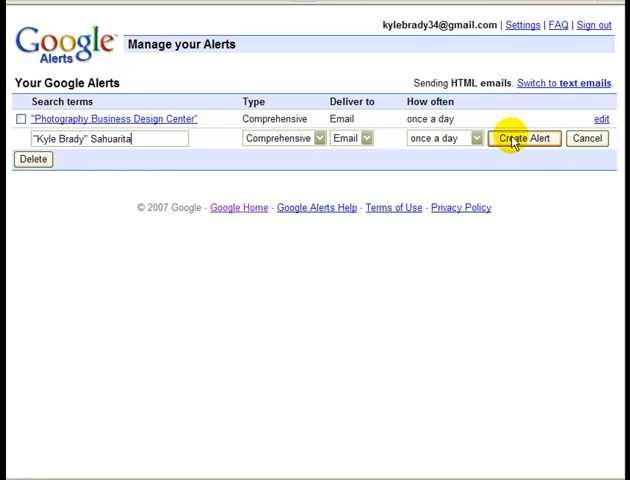 kylebrady34@gmail.com | Settings | FAQ | Sign out
Google™
Alerts
Manage your Alerts
Your Google Alerts
Sending HTML emails. Switch to text emails.
Search terms Type Deliver to How often
"Photography Business Design Center" Comprehensive Email once a day edit
"Kyle Brady" Sahuarita Comprehensive Email once a day Create Alert Cancel
Delete
© 2007 Google - Google Home - Google Alerts Help - Terms of Use - Privacy Policy